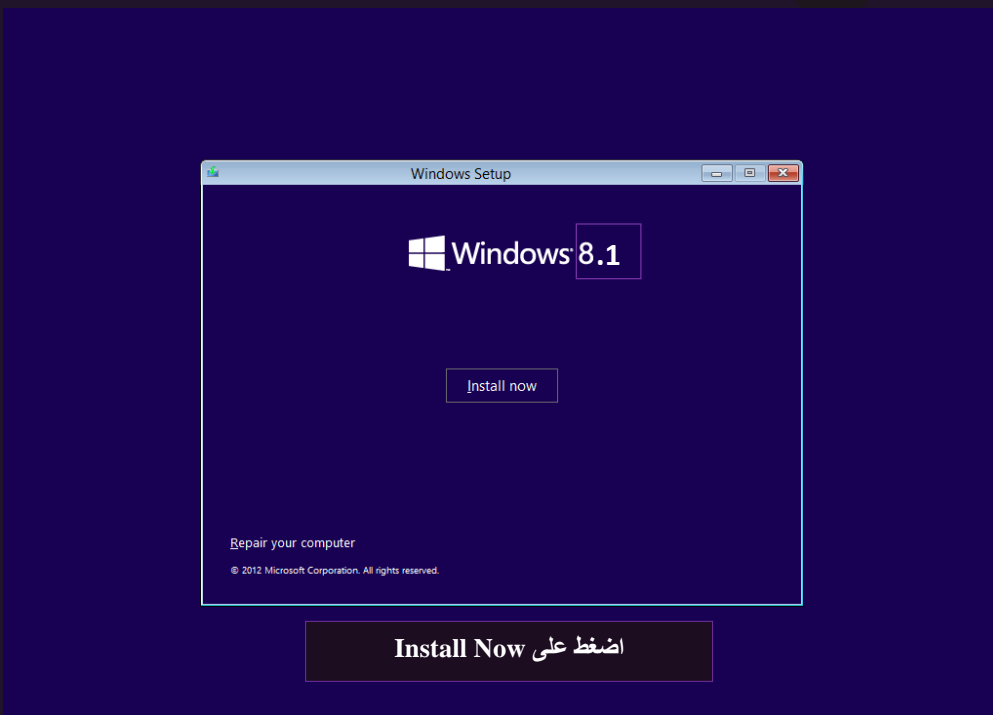 Windows Setup
Windows 8.1
Install now
Repair your computer
© 2012 Microsoft Corporation. All rights reserved.
اضغط على Install Now